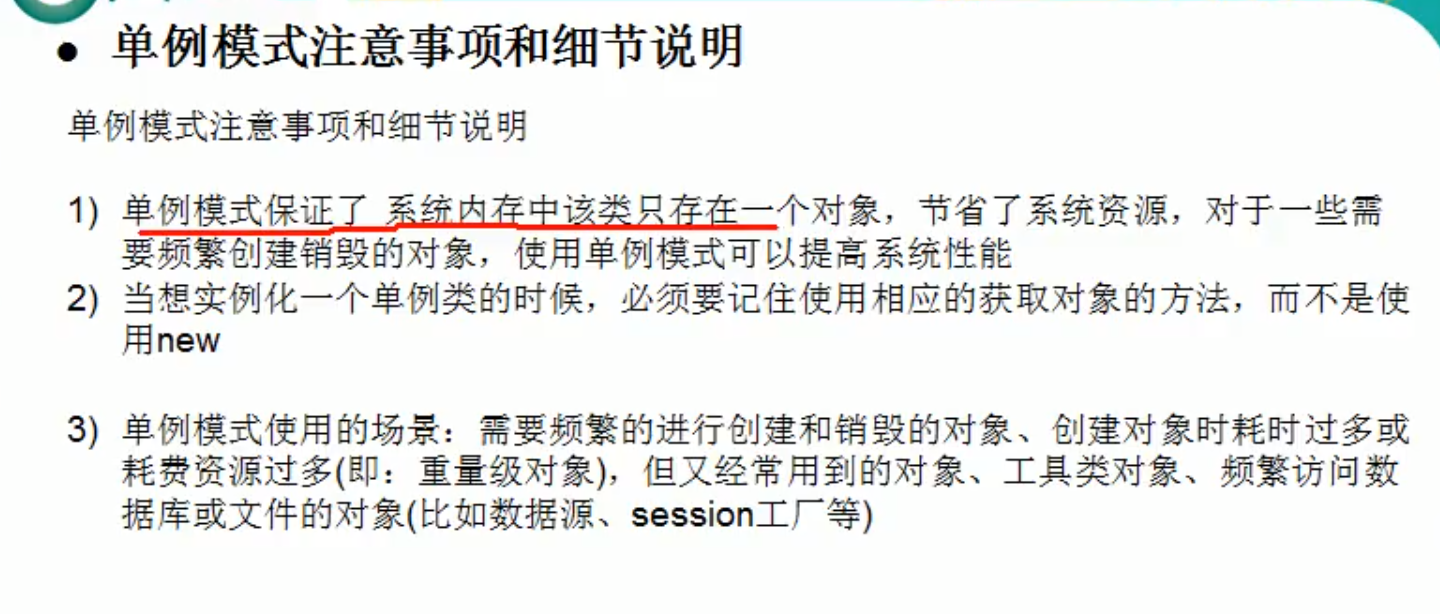 ● 单例模式注意事项和细节说明
单例模式注意事项和细节说明
1) 单例模式保证了 系统内存中该类只存在一个对象，节省了系统资源，对于一些需
要频繁创建销毁的对象，使用单例模式可以提高系统性能
2) 当想实例化一个单例类的时候，必须要记住使用相应的获取对象的方法，而不是使
用new
3) 单例模式使用的场景：需要频繁的进行创建和销毁的对象、创建对象时耗时过多或
耗费资源过多(即：重量级对象)，但又经常用到的对象、工具类对象、频繁访问数
据库或文件的对象(比如数据源、session工厂等)